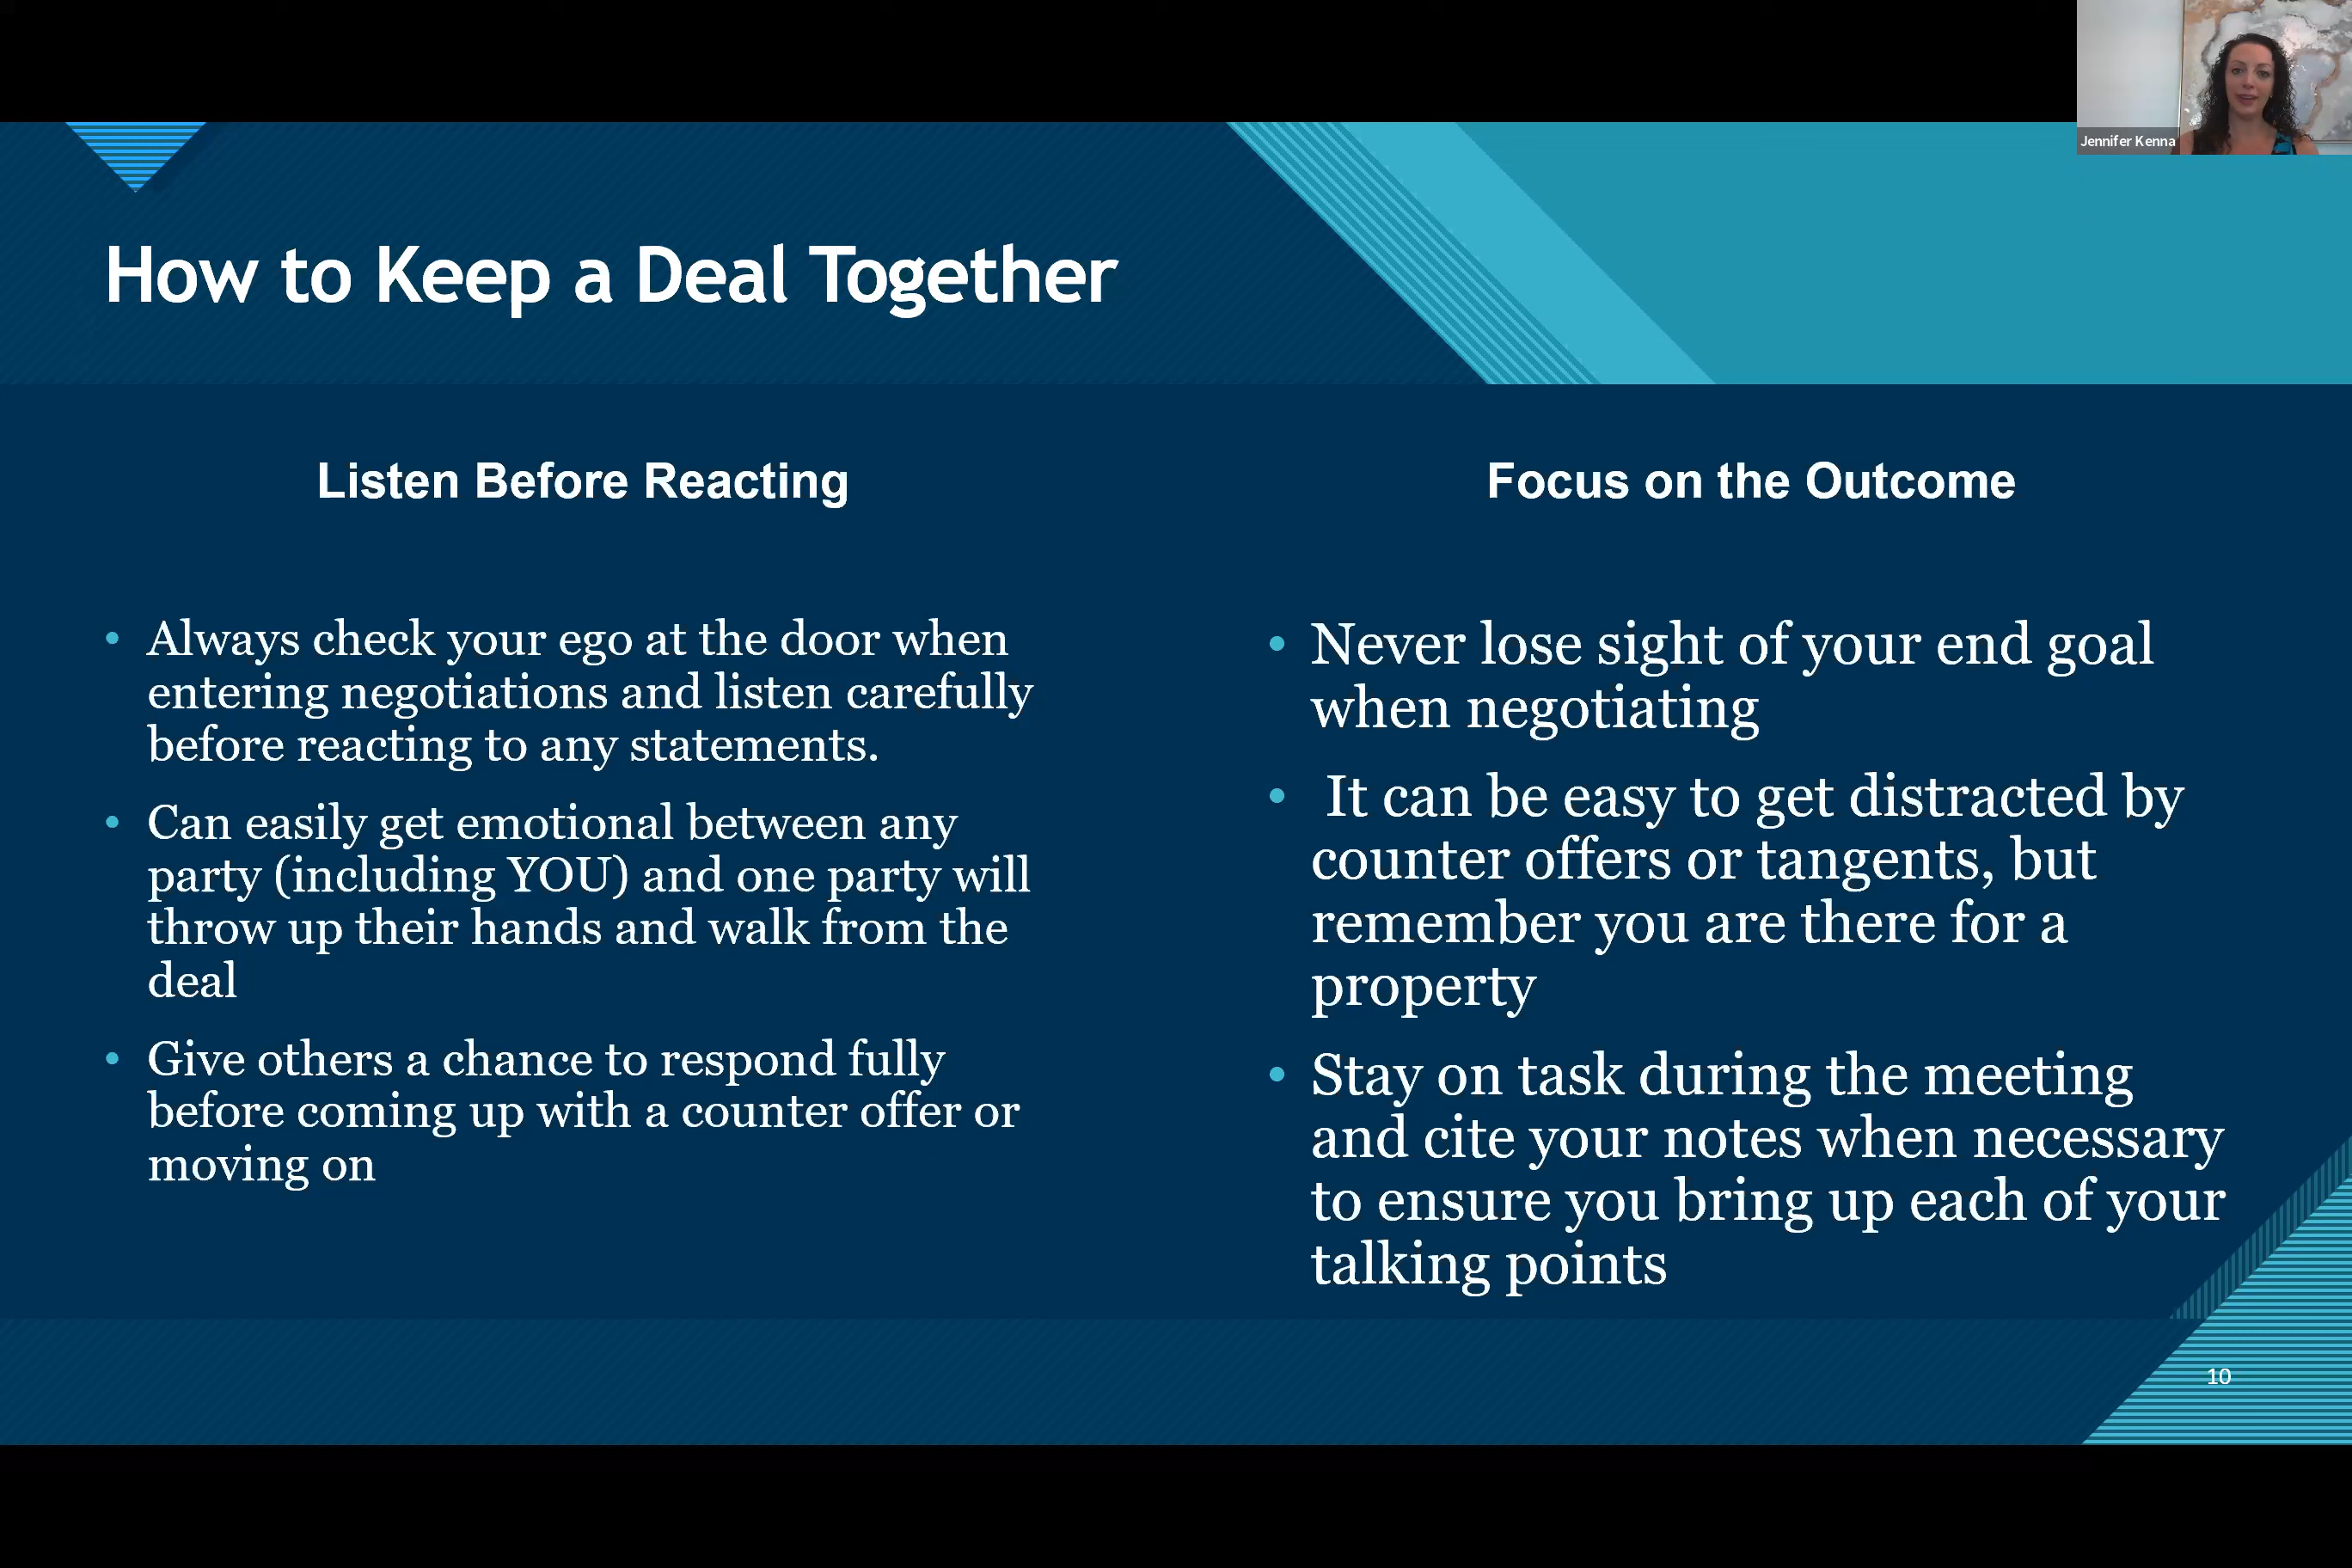 Jennifer Kenna
How to Keep a Deal Together
Listen Before Reacting
• Always check your ego at the door when
entering negotiations and listen carefully
before reacting to any statements.
• Can easily get emotional between any
party (including YOU) and one party will
throw up their hands and walk from the
deal
• Give others a chance to respond fully
before coming up with a counter offer or
moving on
Focus on the Outcome
• Never lose sight of your end goal
when negotiating
• It can be easy to get distracted by
counter offers or tangents, but
remember you are there for a
property
• Stay on task during the meeting
and cite your notes when necessary
to ensure you bring up each of your
talking points
10